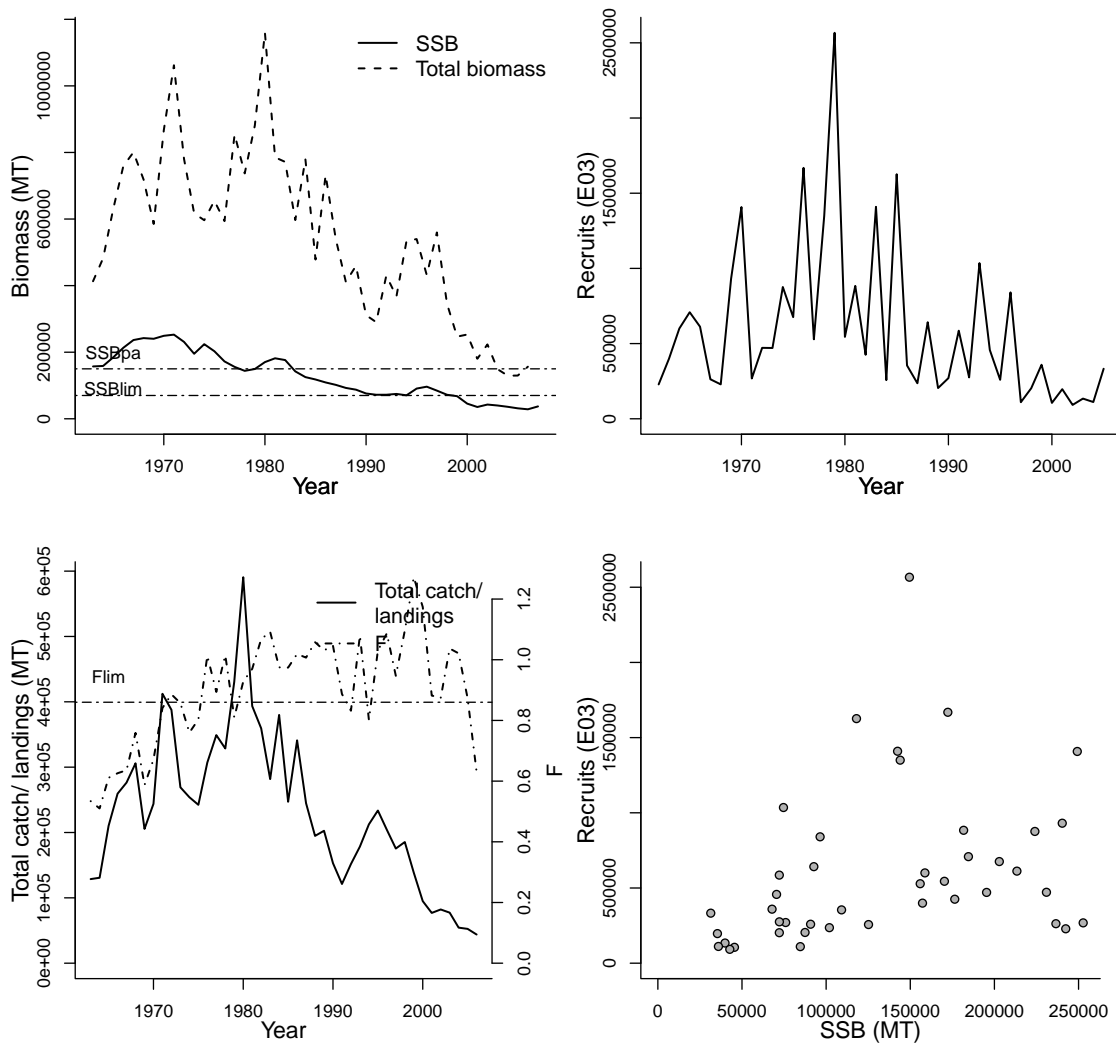 SSB
Total biomass
Biomass (MT)
0
200000
600000
1000000
SSBpa
SSBlim
1970
1980
1990
2000
Year
Recruits (E03)
0
500000
1500000
2500000
1970
1980
1990
2000
Year
Total catch/
landings
F
Total catch/ landings (MT)
0e+00
1e+05
2e+05
3e+05
4e+05
5e+05
6e+05
Flim
0.0
0.2
0.4
0.6
0.8
1.0
1.2
F
1970
1980
1990
2000
Year
Recruits (E03)
0
500000
1500000
2500000
0
50000
100000
150000
200000
250000
SSB (MT)